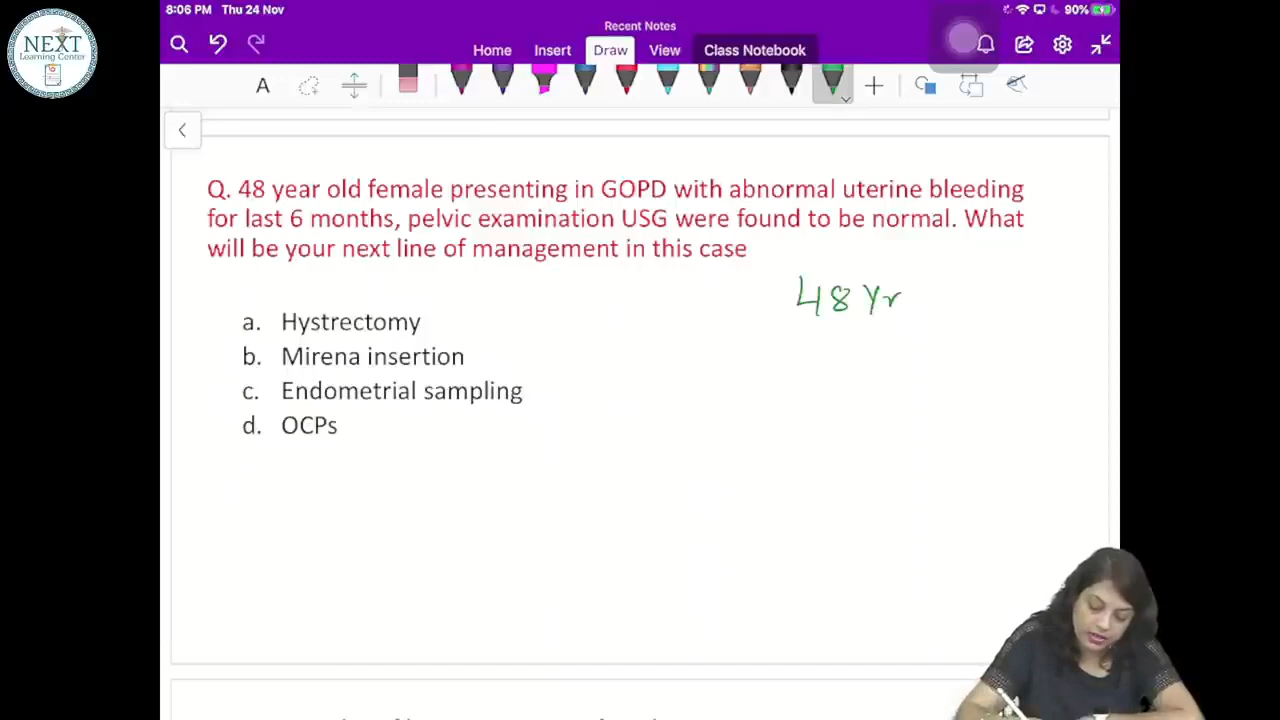 8:06 PM Thu 24 Nov
90%
Recent Notes
NEXT
Learning Center
Home Insert Draw View Class Notebook
A
Q. 48 year old female presenting in GOPD with abnormal uterine bleeding
for last 6 months, pelvic examination USG were found to be normal. What
will be your next line of management in this case
48 Yr
a. Hystrectomy
b. Mirena insertion
c. Endometrial sampling
d. OCPs